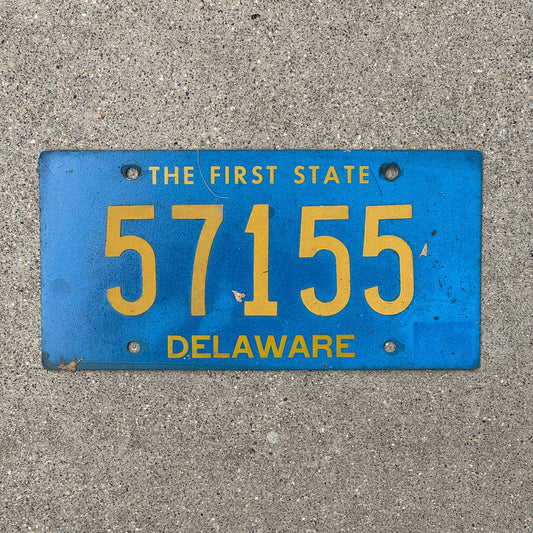 THE FIRST STATE
57155
DELAWARE